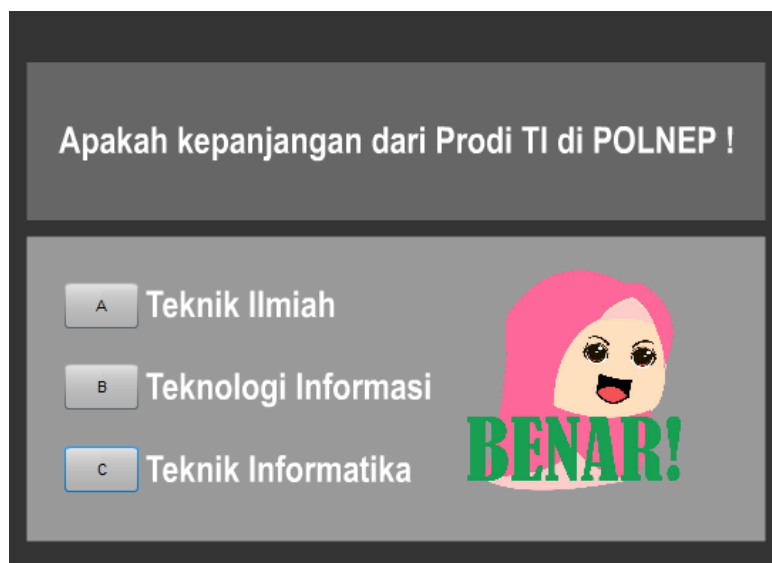 Apakah kepanjangan dari Prodi TI di POLNEP !
A Teknik Ilmiah
B Teknologi Informasi
C Teknik Informatika
BENAR!